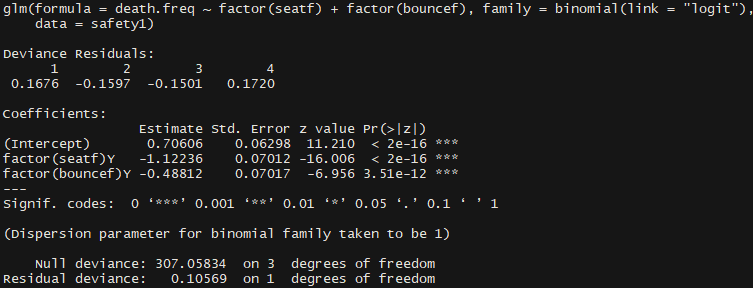 glm(formula = death.freq ~ factor(seatf) + factor(bouncef), family = binomial(link = "logit"),
    data = safety1)
Deviance Residuals:
      1        2        3        4
 0.1676  -0.1597  -0.1501   0.1720
Coefficients:
                 Estimate Std. Error z value Pr(>|z|)
(Intercept)       0.70606    0.06298  11.210  < 2e-16 ***
factor(seatf)Y   -1.12236    0.07012 -16.006  < 2e-16 ***
factor(bouncef)Y -0.48812    0.07017  -6.956 3.51e-12 ***
---
Signif. codes:  0 ‘***’ 0.001 ‘**’ 0.01 ‘*’ 0.05 ‘.’ 0.1 ‘ ’ 1
(Dispersion parameter for binomial family taken to be 1)
    Null deviance: 307.05834  on 3  degrees of freedom
Residual deviance:   0.10569  on 1  degrees of freedom